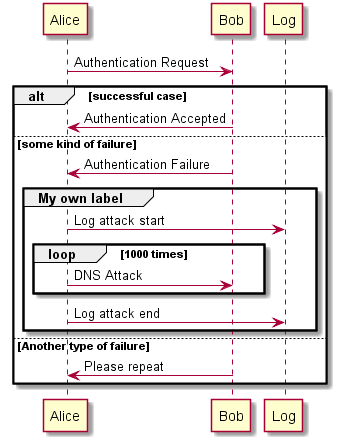 Alice Bob Log
Authentication Request
alt [successful case]
Authentication Accepted
[some kind of failure]
Authentication Failure
My own label
Log attack start
loop [1000 times]
DNS Attack
Log attack end
[Another type of failure]
Please repeat
Alice Bob Log